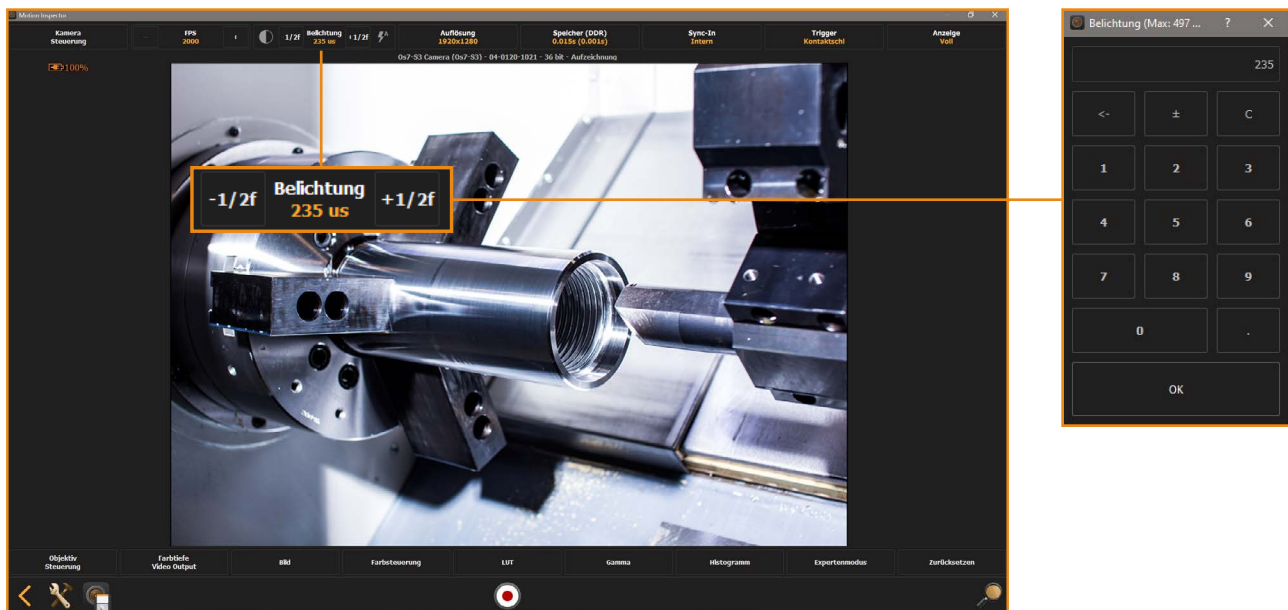 Motion Inspector
Kamera
Steuerung
-
FPS
2000
+
1/2f
Belichtung
235 us
+1/2f
A
Auflösung
1920x1280
Speicher (DDR)
0.015s (0.001s)
Sync-In
Intern
Trigger
Kontaktschl
Anzeige
Voll
100%
Os7-S3 Camera (Os7-S3) - 04-0120-1021 - 36 bit - Aufzeichnung
-1/2f
Belichtung
235 us
+1/2f
Objektiv
Steuerung
Farbtiefe
Video Output
Bild
Farbsteuerung
LUT
Gamma
Histogramm
Expertenmodus
Zurücksetzen
Belichtung (Max: 497 ... ? ×
235
<- ± C
1 2 3
4 5 6
7 8 9
0 .
OK